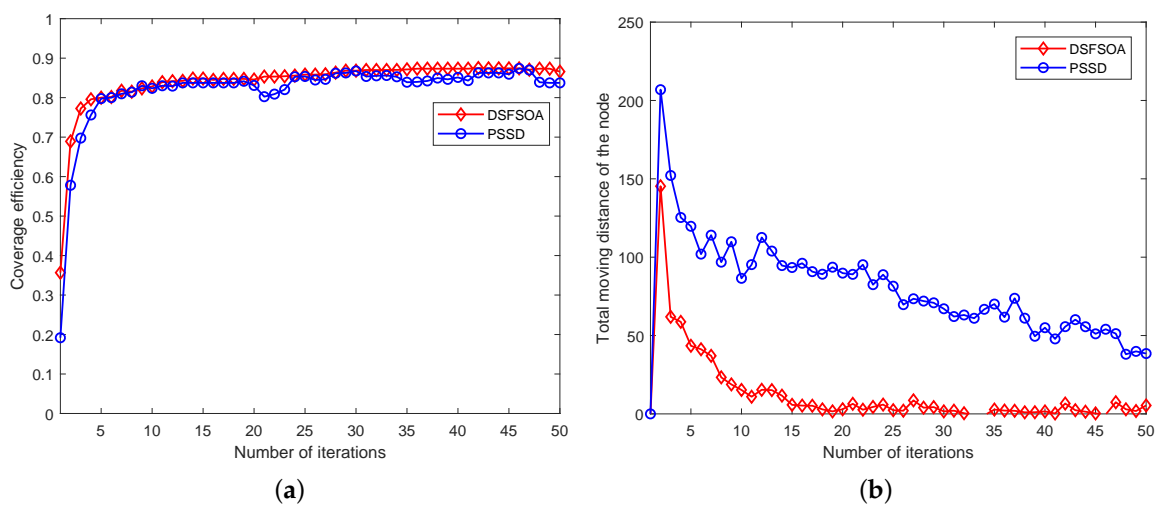 1
0.9
0.8
0.7
0.6
0.5
0.4
0.3
0.2
0.1
0
Coverage efficiency
DSFSOA
PSSD
5 10 15 20 25 30 35 40 45 50
Number of iterations
(a)
250
200
150
100
50
0
Total moving distance of the node
DSFSOA
PSSD
5 10 15 20 25 30 35 40 45 50
Number of iterations
(b)